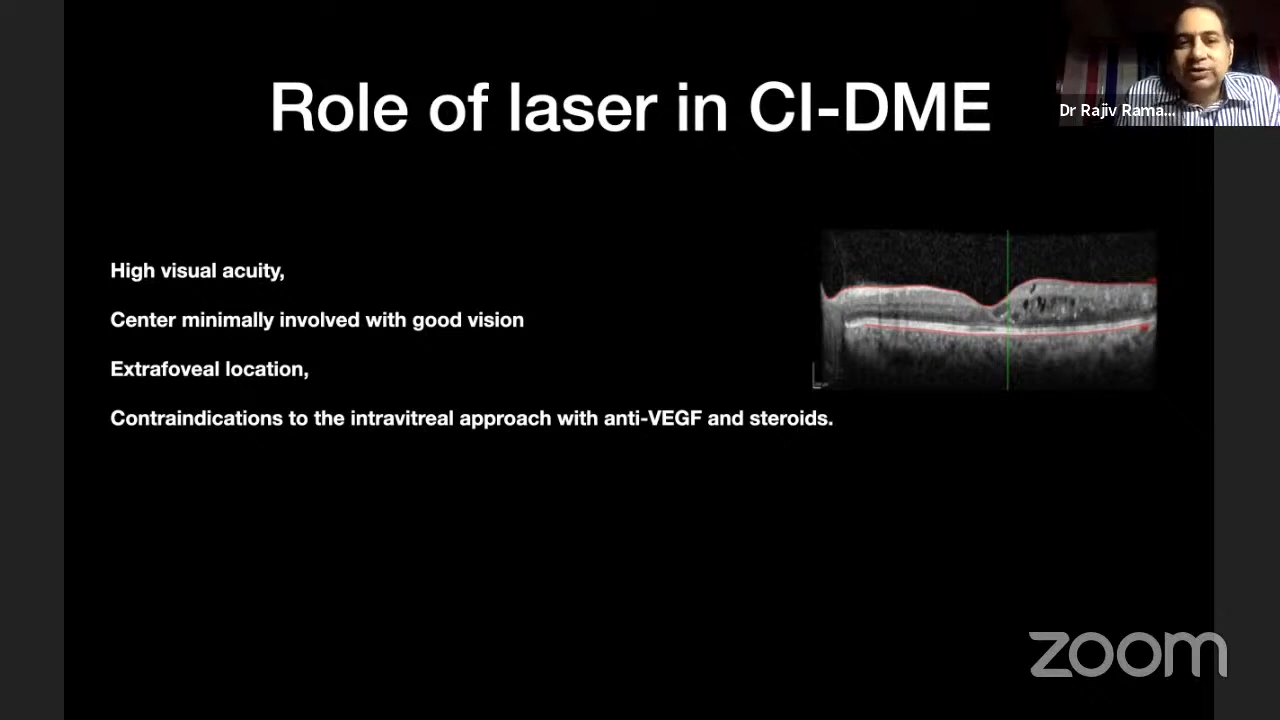 Role of laser in CI-DME
Dr Rajiv Rama...
High visual acuity,
Center minimally involved with good vision
Extrafoveal location,
Contraindications to the intravitreal approach with anti-VEGF and steroids.
zoom